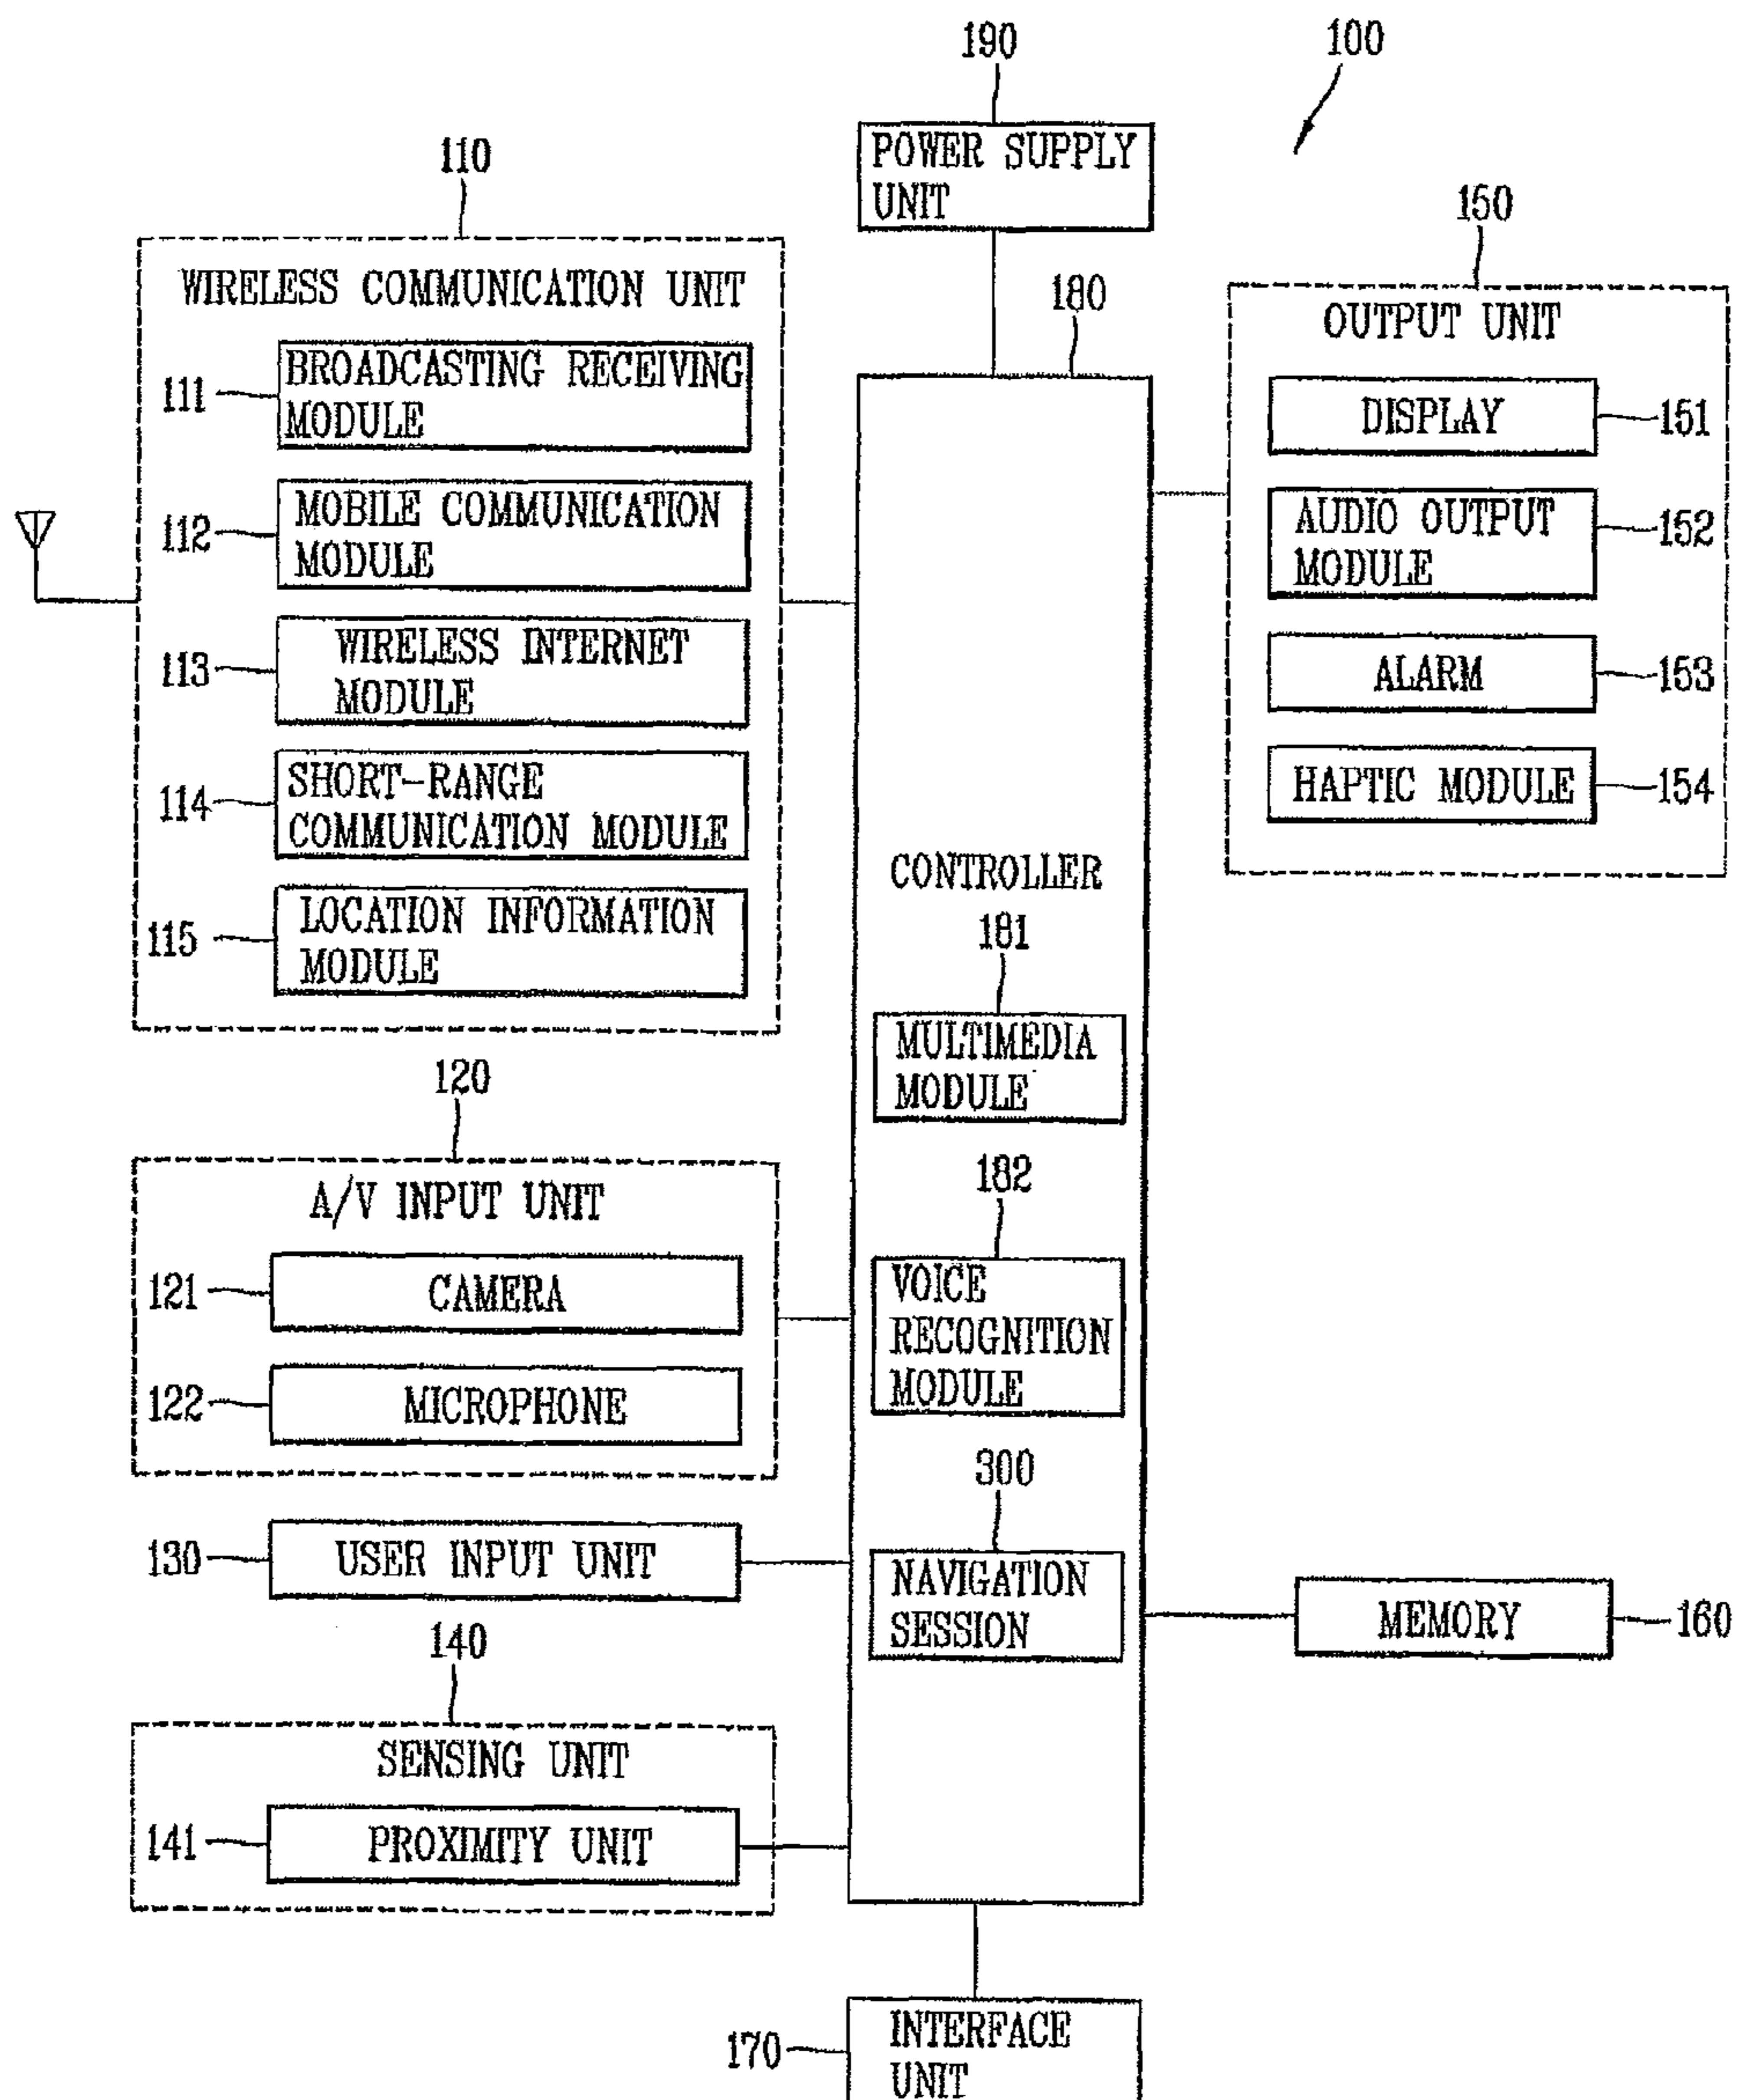 190
100
POWER SUPPLY
UNIT
110
150
WIRELESS COMMUNICATION UNIT
180
OUTPUT UNIT
111
BROADCASTING RECEIVING
MODULE
DISPLAY
151
112
MOBILE COMMUNICATION
MODULE
AUDIO OUTPUT
MODULE
152
113
WIRELESS INTERNET
MODULE
ALARM
153
114
SHORT-RANGE
COMMUNICATION MODULE
HAPTIC MODULE
154
CONTROLLER
115
LOCATION INFORMATION
MODULE
181
MULTIMEDIA
MODULE
120
A/V INPUT UNIT
182
121
CAMERA
VOICE
RECOGNITION
MODULE
122
MICROPHONE
300
130
USER INPUT UNIT
NAVIGATION
SESSION
MEMORY
160
140
SENSING UNIT
141
PROXIMITY UNIT
170
INTERFACE
UNIT